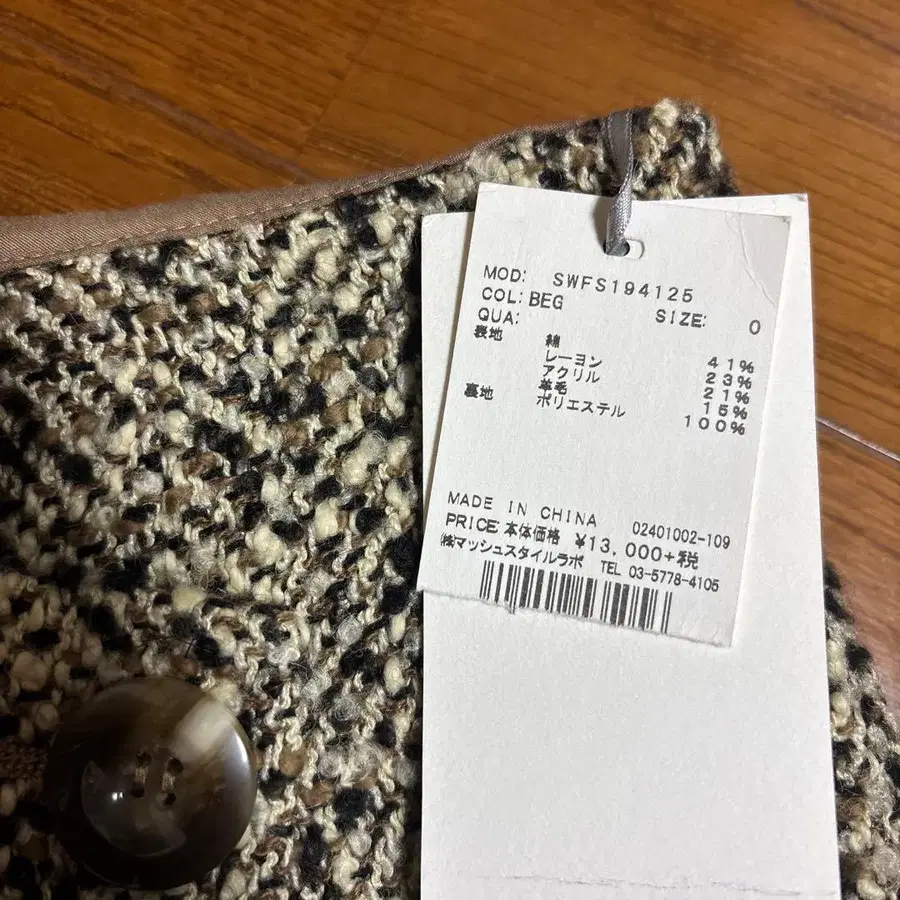 MOD: SWFS194125
COL: BEG SIZE: 0
QUA:
表地 綿 41%
レーヨン 23%
アクリル 21%
羊毛 15%
裏地 ポリエステル 100%
MADE IN CHINA 02401002-109
PRICE 本体価格 ¥13,000+税
㈱マッシュスタイルラボ TEL 03-5778-4105